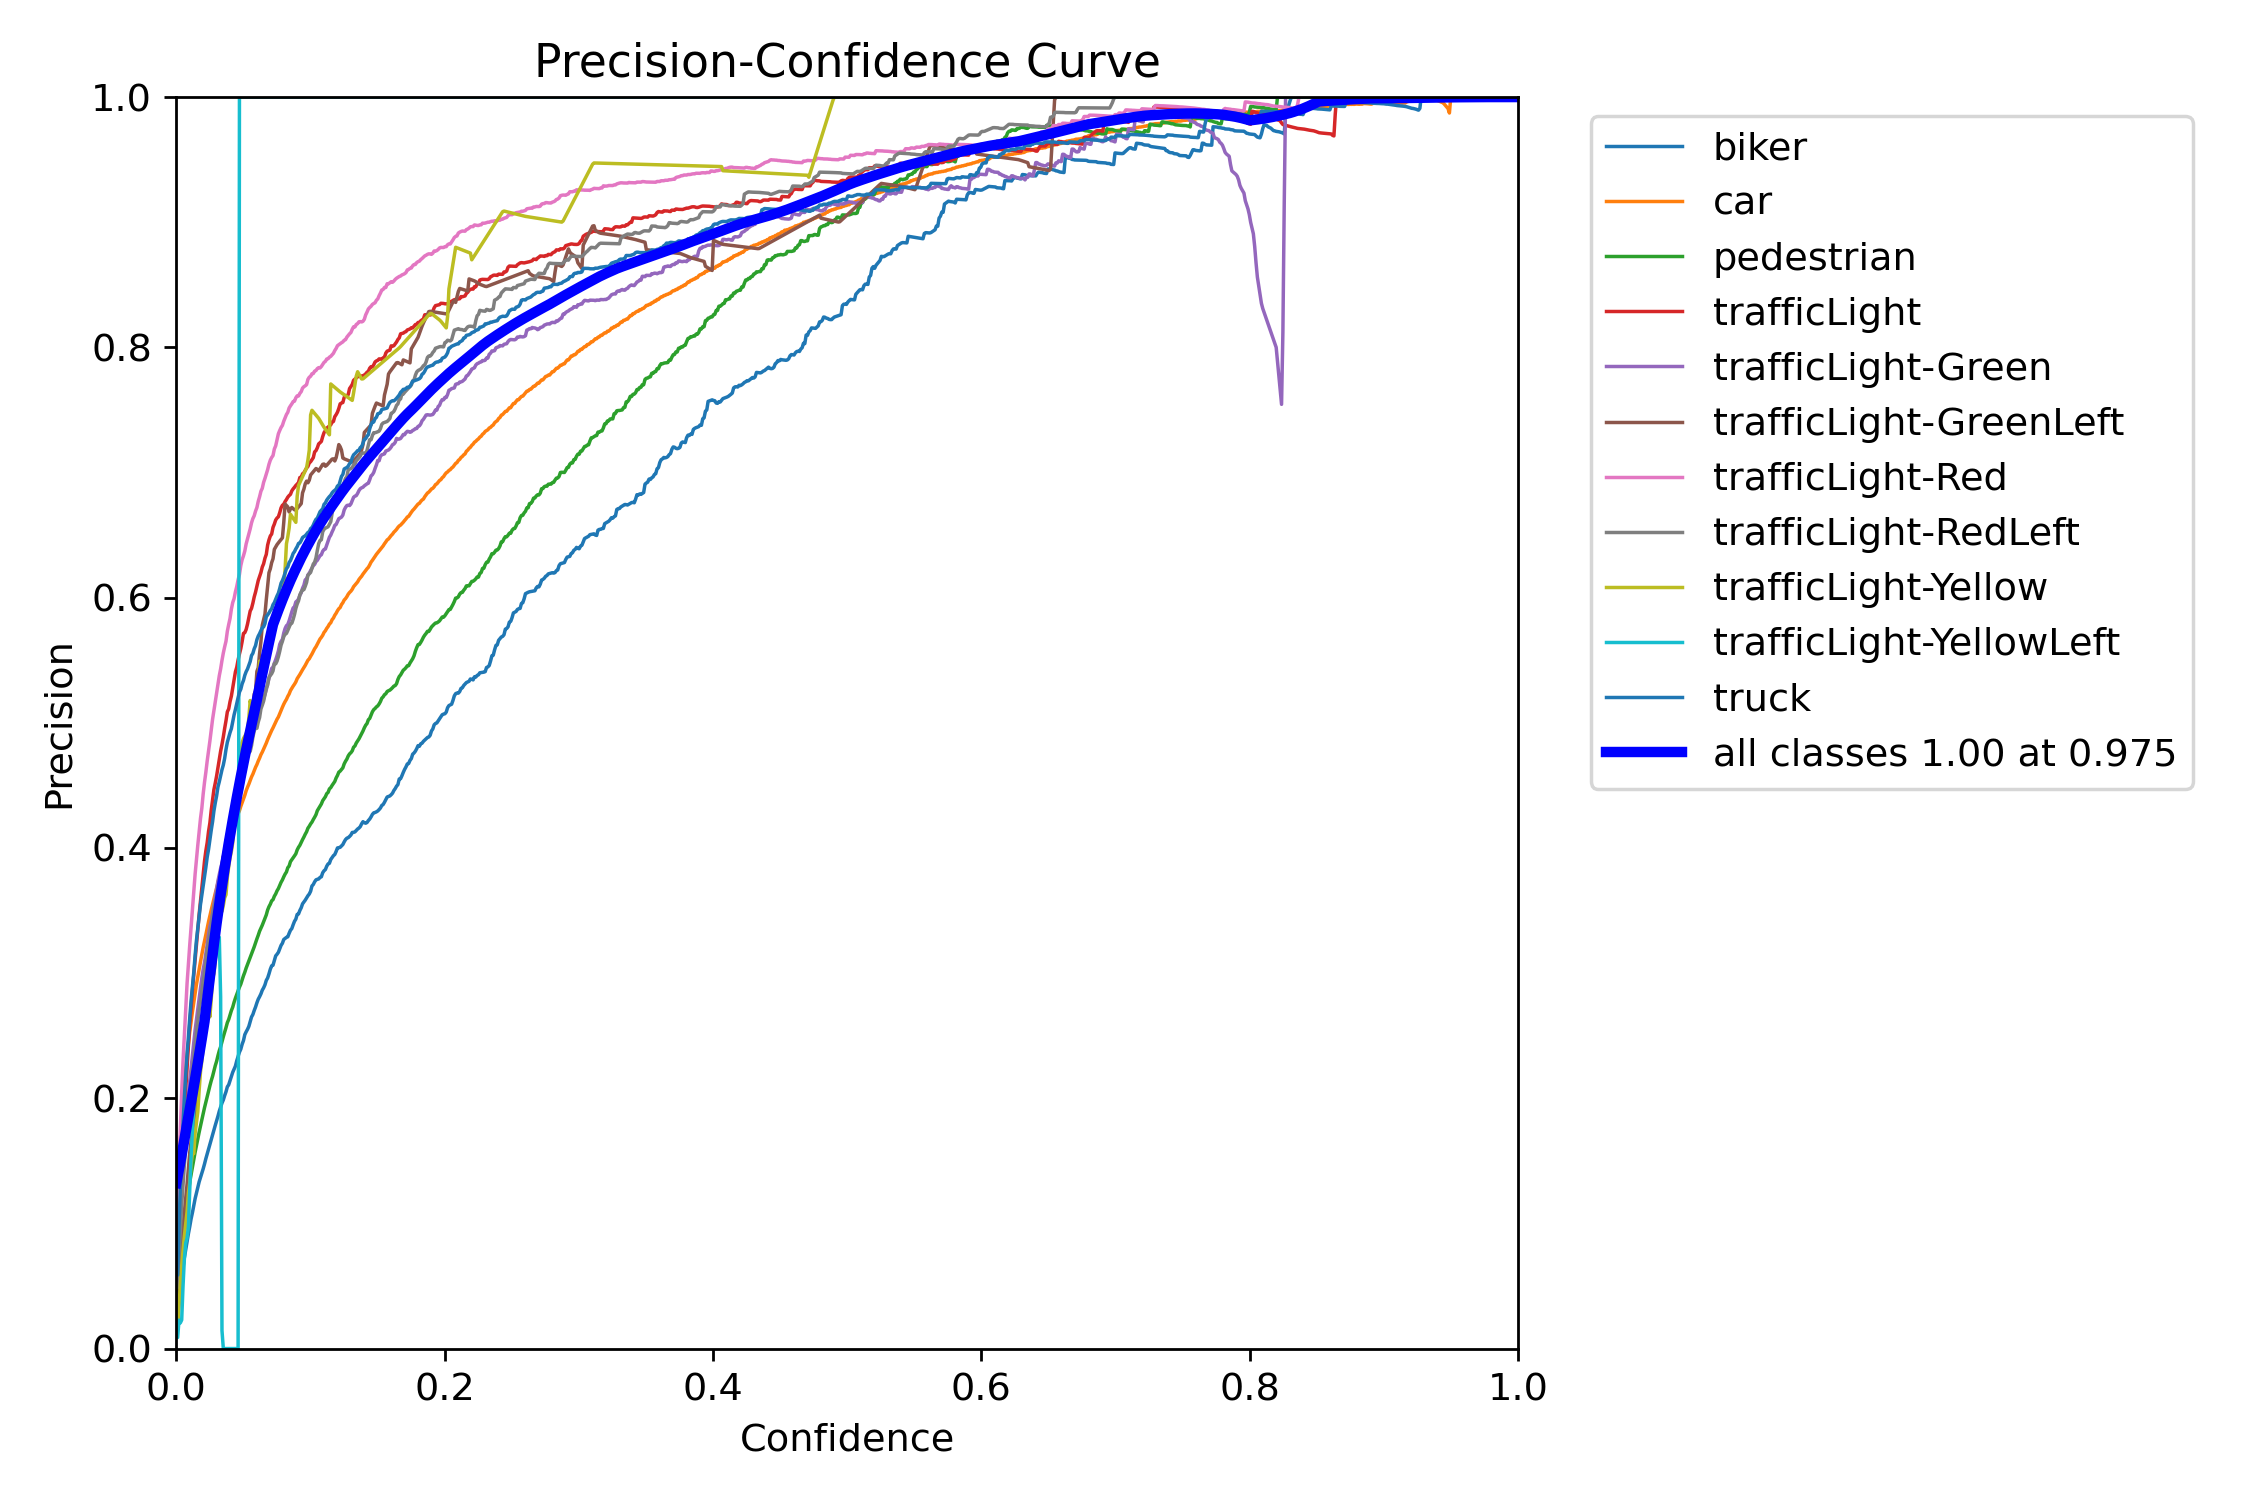 Precision-Confidence Curve
1.0
0.8
0.6
0.4
0.2
0.0
Precision
0.0 0.2 0.4 0.6 0.8 1.0
Confidence
biker
car
pedestrian
trafficLight
trafficLight-Green
trafficLight-GreenLeft
trafficLight-Red
trafficLight-RedLeft
trafficLight-Yellow
trafficLight-YellowLeft
truck
all classes 1.00 at 0.975